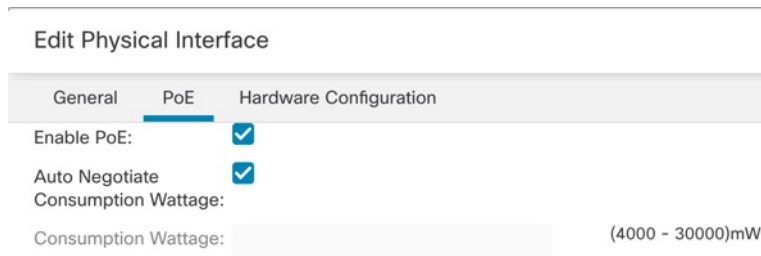 Edit Physical Interface
General PoE Hardware Configuration
Enable PoE:
Auto Negotiate
Consumption Wattage:
Consumption Wattage: (4000 - 30000)mW